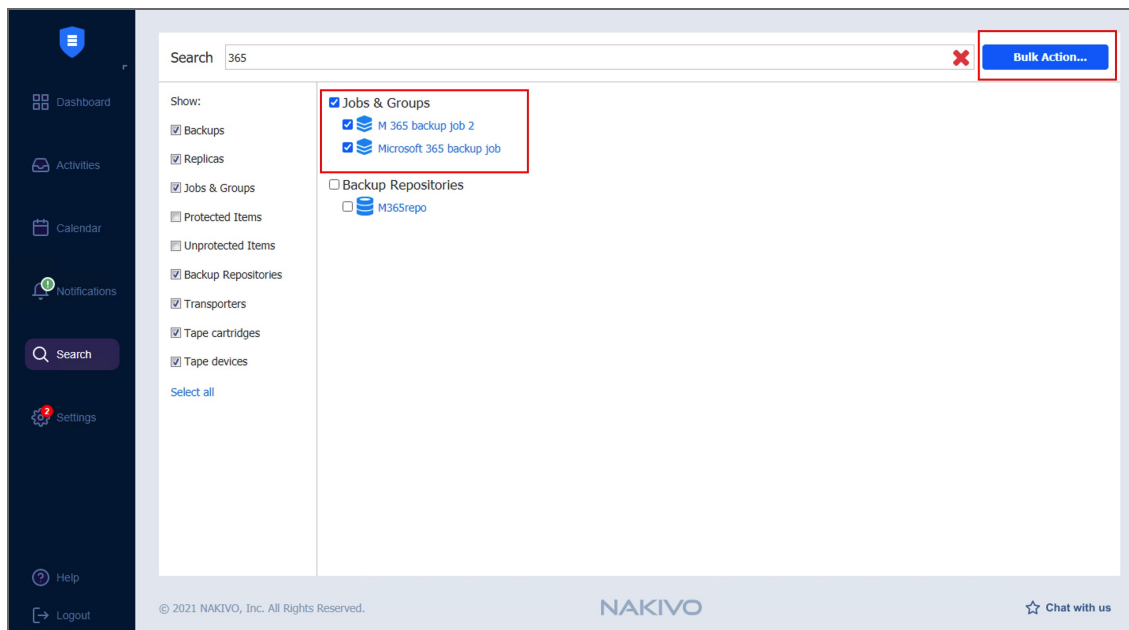 Dashboard
Activities
Calendar
Notifications
Search
2
Settings
Help
Logout
Search
365
Bulk Action...
Show:
Backups
Replicas
Jobs & Groups
Protected Items
Unprotected Items
Backup Repositories
Transporters
Tape cartridges
Tape devices
Select all
Jobs & Groups
M 365 backup job 2
Microsoft 365 backup job
Backup Repositories
M365repo
© 2021 NAKIVO, Inc. All Rights Reserved.
NAKIVO
Chat with us